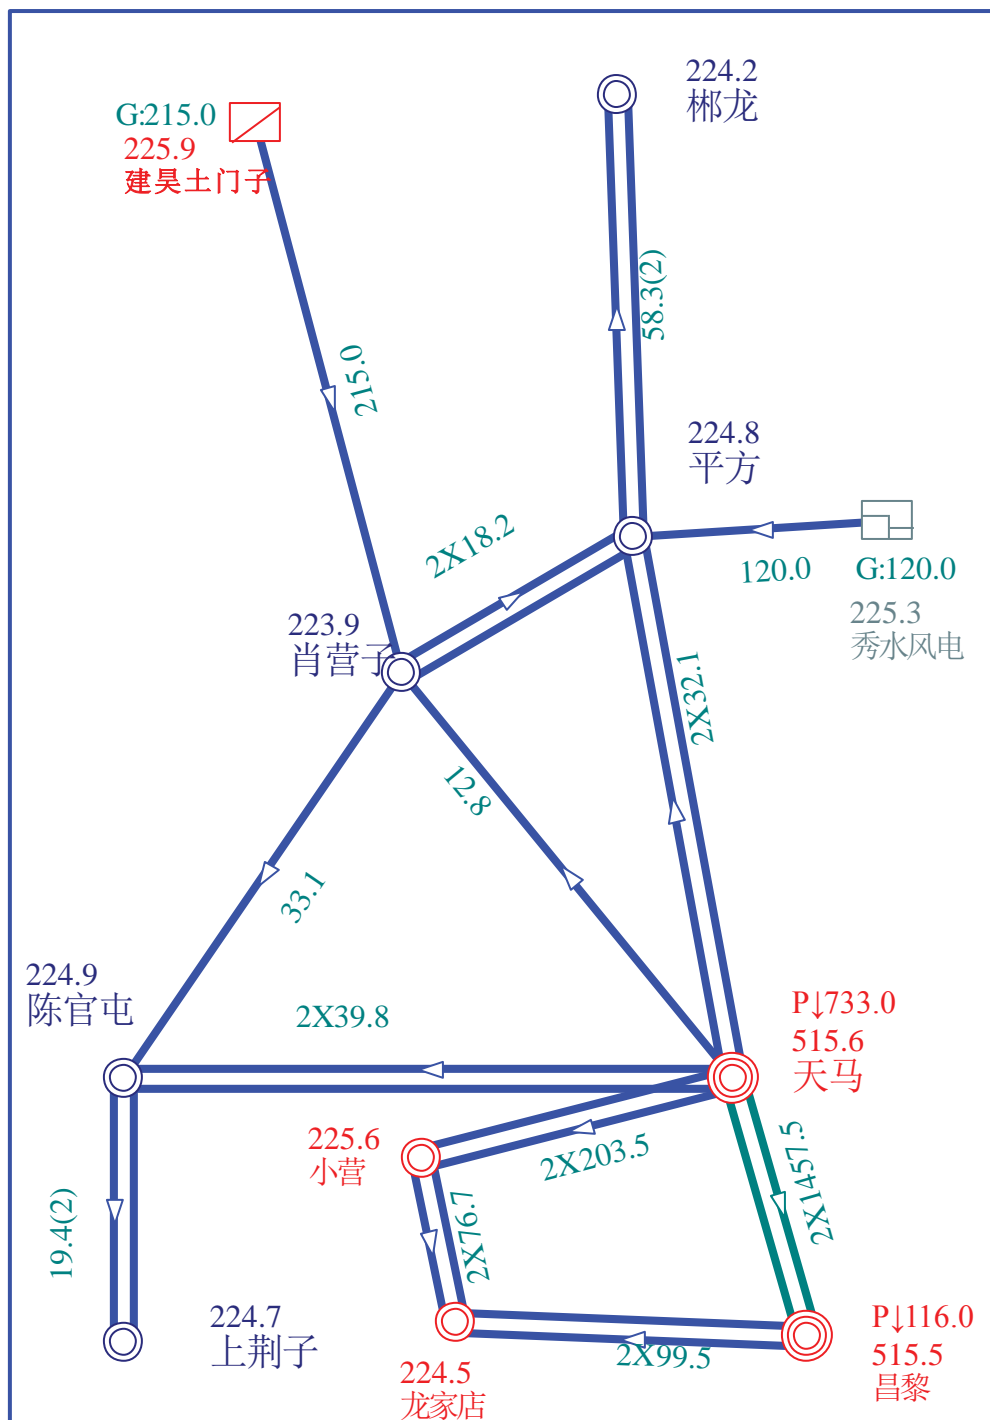 224.2
郴龙
G:215.0
225.9
建昊土门子
58.3(2)
215.0
224.8
平方
2X18.2
120.0
G:120.0
225.3
秀水风电
223.9
肖营子
2X32.1
12.8
33.1
224.9
陈官屯
2X39.8
P↓733.0
515.6
天马
225.6
小营
2X203.5
2X1457.5
19.4(2)
2X76.7
224.7
上荆子
P↓116.0
515.5
昌黎
2X99.5
224.5
龙家店